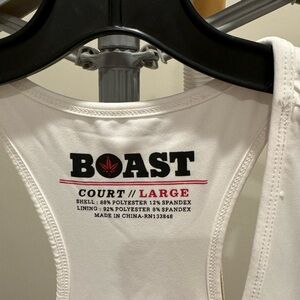 BOAST
COURT // LARGE
SHELL: 88% POLYESTER 12% SPANDEX
LINING: 92% POLYESTER 8% SPANDEX
MADE IN CHINA-RN133848